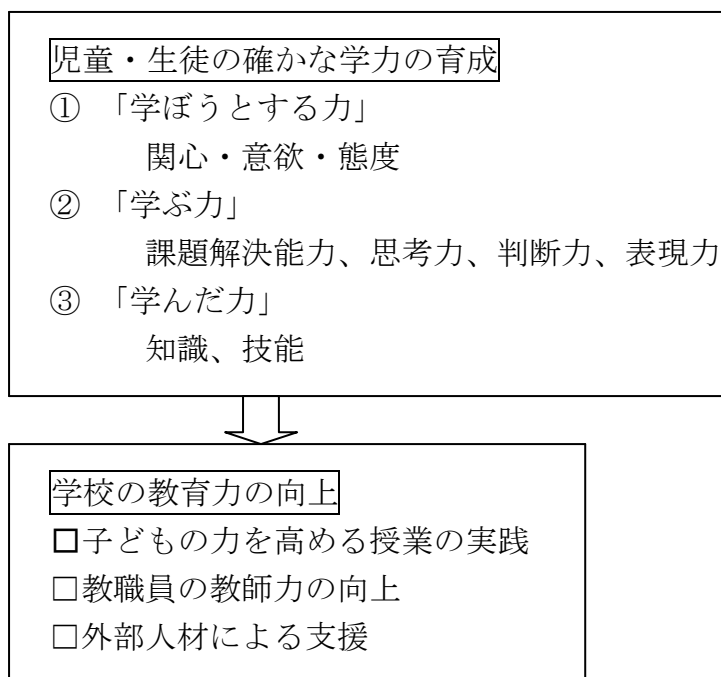 児童・生徒の確かな学力の育成
① 「学ぼうとする力」
関心・意欲・態度
② 「学ぶ力」
課題解決能力、思考力、判断力、表現力
③ 「学んだ力」
知識、技能
学校の教育力の向上
□子どもの力を高める授業の実践
□教職員の教師力の向上
□外部人材による支援